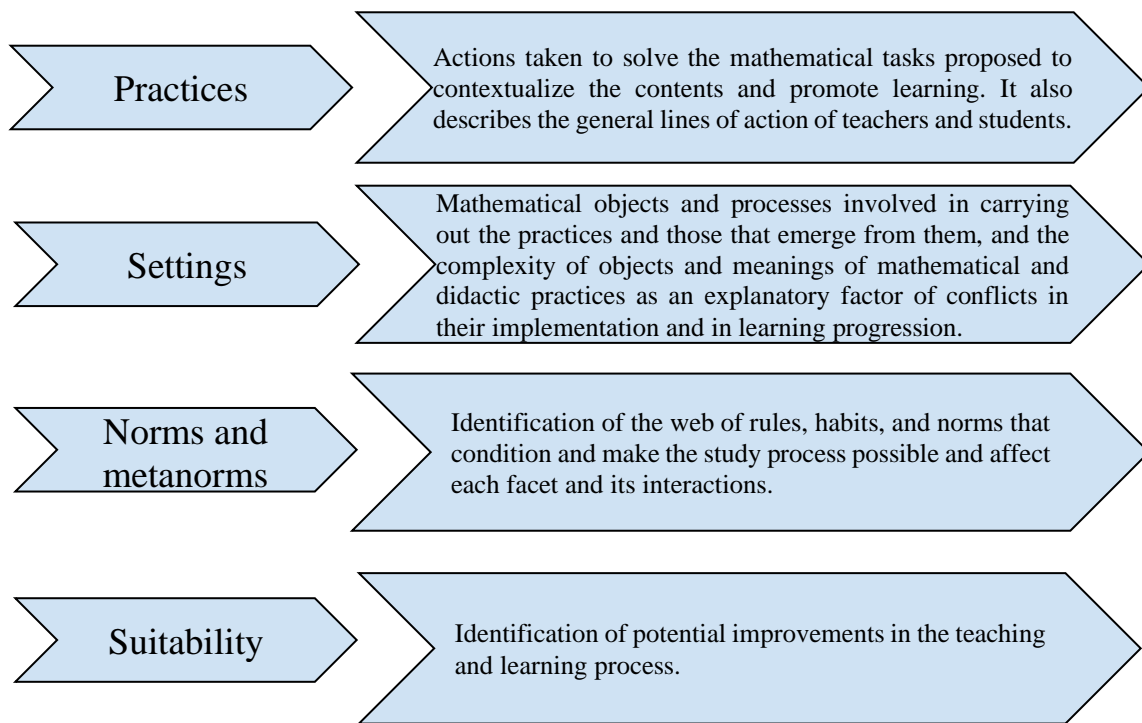 Practices
Actions taken to solve the mathematical tasks proposed to
contextualize the contents and promote learning. It also
describes the general lines of action of teachers and students.
Settings
Mathematical objects and processes involved in carrying
out the practices and those that emerge from them, and the
complexity of objects and meanings of mathematical and
didactic practices as an explanatory factor of conflicts in
their implementation and in learning progression.
Norms and
metanorms
Identification of the web of rules, habits, and norms that
condition and make the study process possible and affect
each facet and its interactions.
Suitability
Identification of potential improvements in the teaching
and learning process.